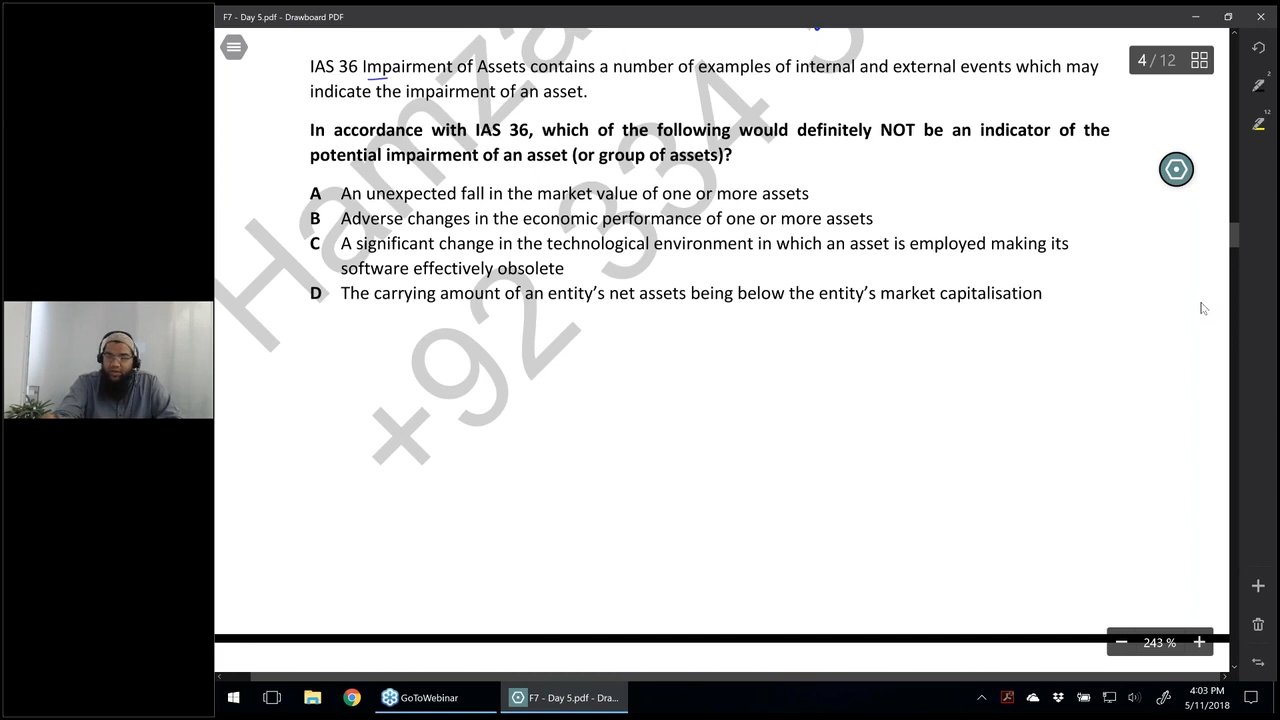 F7 - Day 5.pdf - Drawboard PDF
IAS 36 Impairment of Assets contains a number of examples of internal and external events which may
indicate the impairment of an asset.
4 / 12
In accordance with IAS 36, which of the following would definitely NOT be an indicator of the
potential impairment of an asset (or group of assets)?
A An unexpected fall in the market value of one or more assets
B Adverse changes in the economic performance of one or more assets
C A significant change in the technological environment in which an asset is employed making its
software effectively obsolete
D The carrying amount of an entity's net assets being below the entity's market capitalisation
Hamza
+92 334
2
12
243 %
GoToWebinar
F7 - Day 5.pdf - Dra...
4:03 PM
5/11/2018